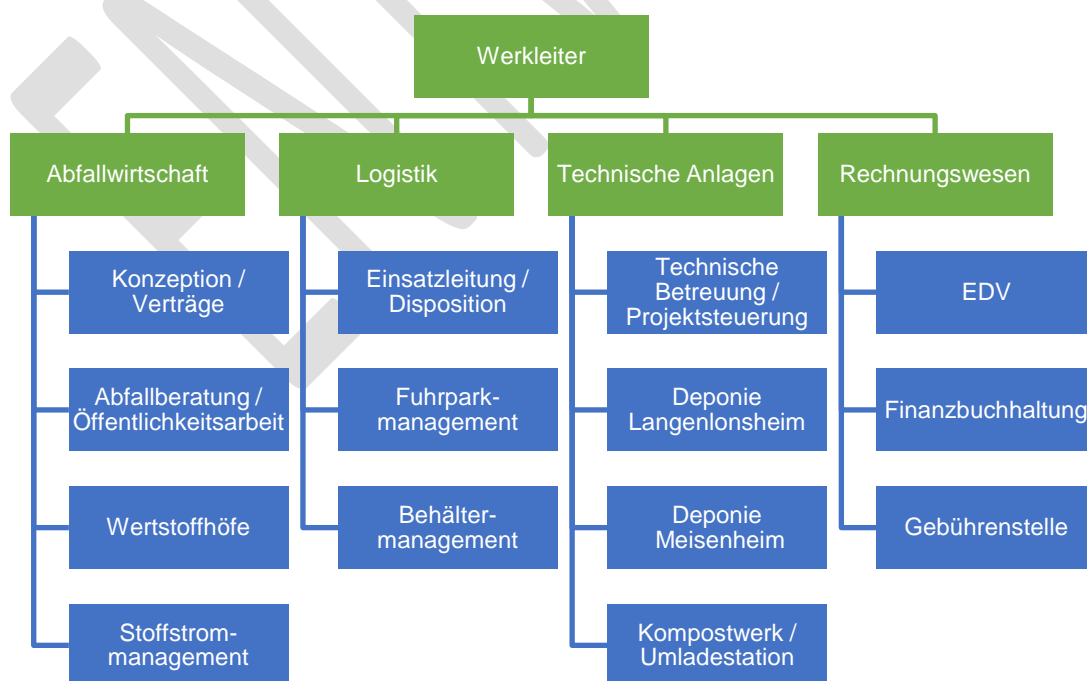 Werkleiter
Abfallwirtschaft
Logistik
Technische Anlagen
Rechnungswesen
Konzeption /
Verträge
Abfallberatung /
Öffentlichkeitsarbeit
Wertstoffhöfe
Stoffstrom-
management
Einsatzleitung /
Disposition
Fuhrpark-
management
Behälter-
management
Technische
Betreuung /
Projektsteuerung
Deponie
Langenlonsheim
Deponie
Meisenheim
Kompostwerk /
Umladestation
EDV
Finanzbuchhaltung
Gebührenstelle